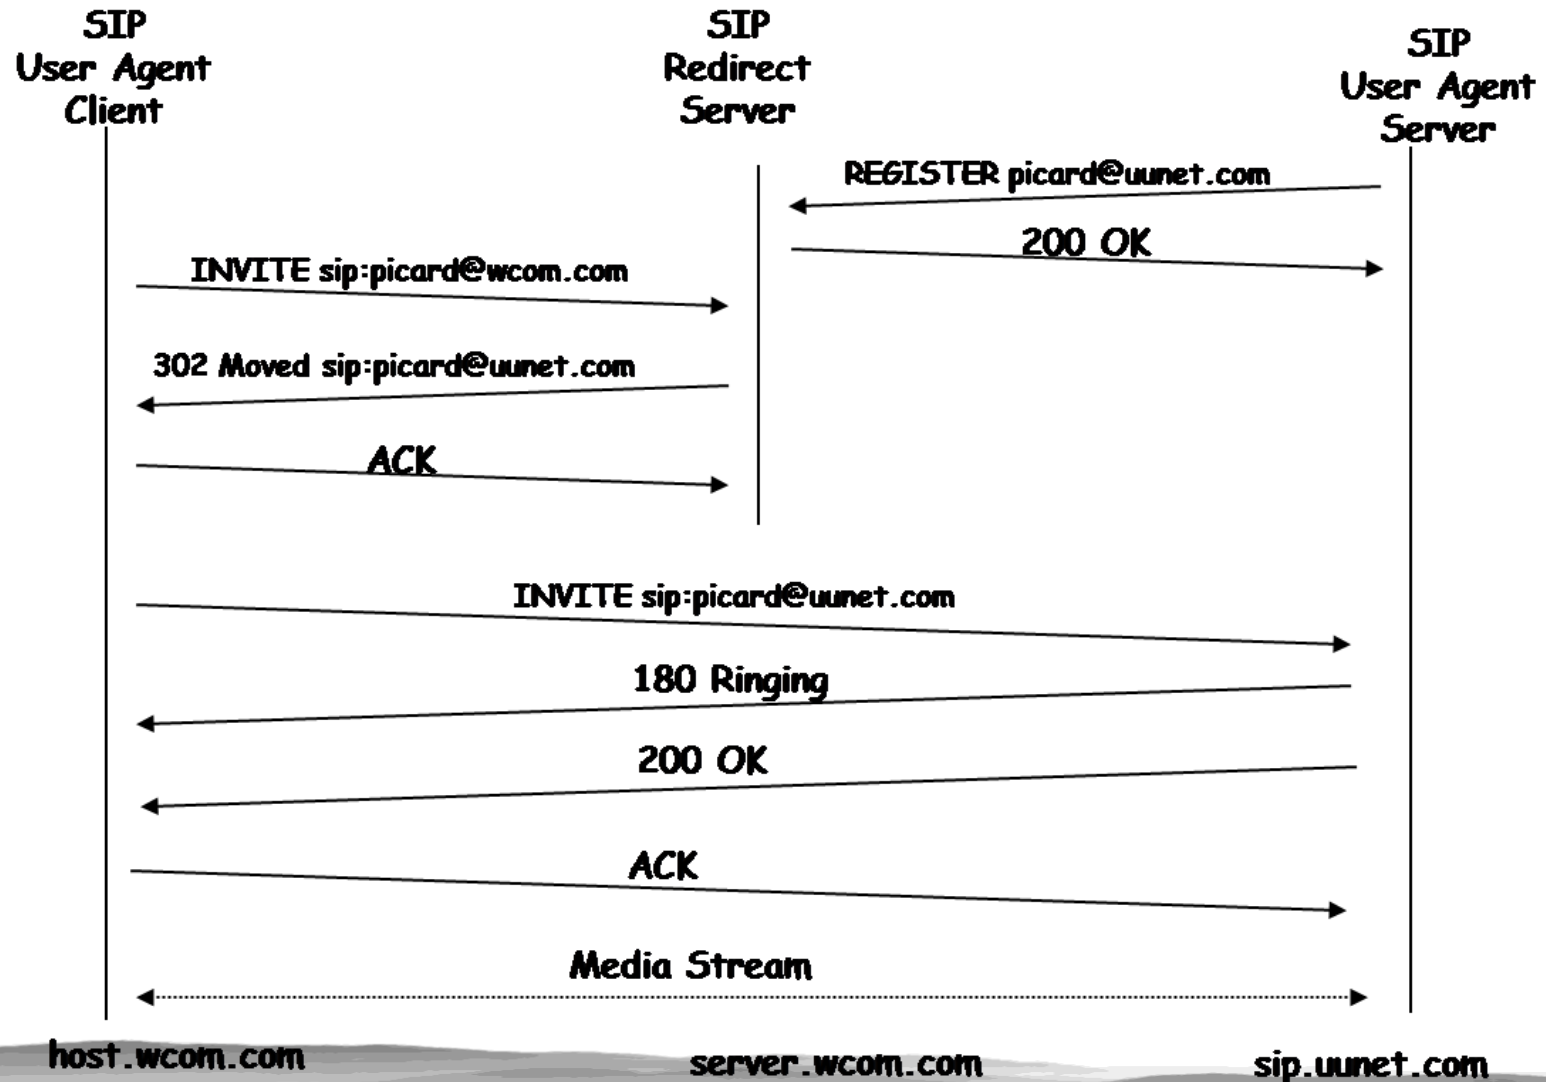 SIP
User Agent
Client
SIP
Redirect
Server
SIP
User Agent
Server
REGISTER picard@uunet.com
200 OK
INVITE sip:picard@wcom.com
302 Moved sip:picard@uunet.com
ACK
INVITE sip:picard@uunet.com
180 Ringing
200 OK
ACK
Media Stream
host.wcom.com
server.wcom.com
sip.uunet.com